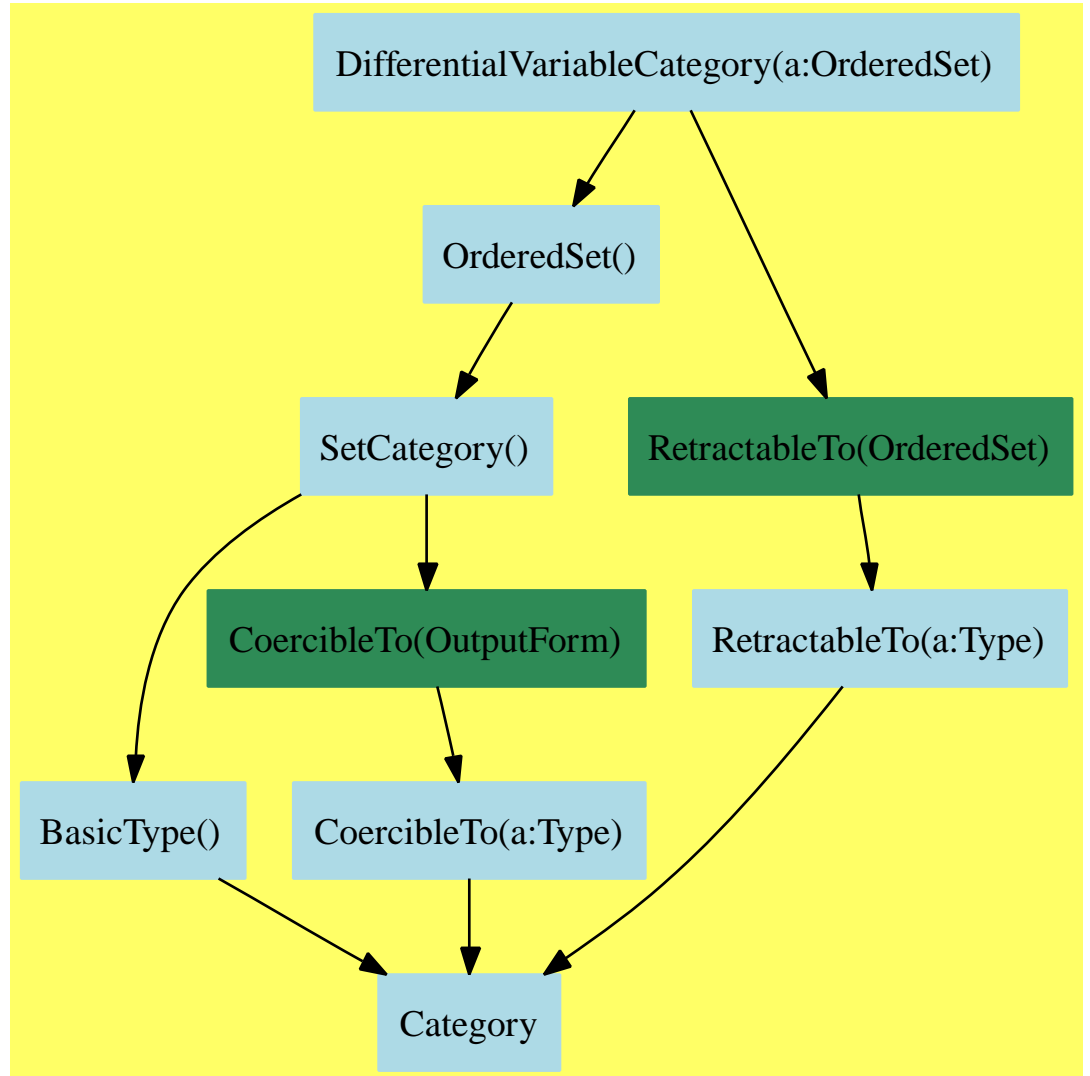 DifferentialVariableCategory(a:OrderedSet)
OrderedSet()
SetCategory()
RetractableTo(OrderedSet)
CoercibleTo(OutputForm)
RetractableTo(a:Type)
BasicType()
CoercibleTo(a:Type)
Category